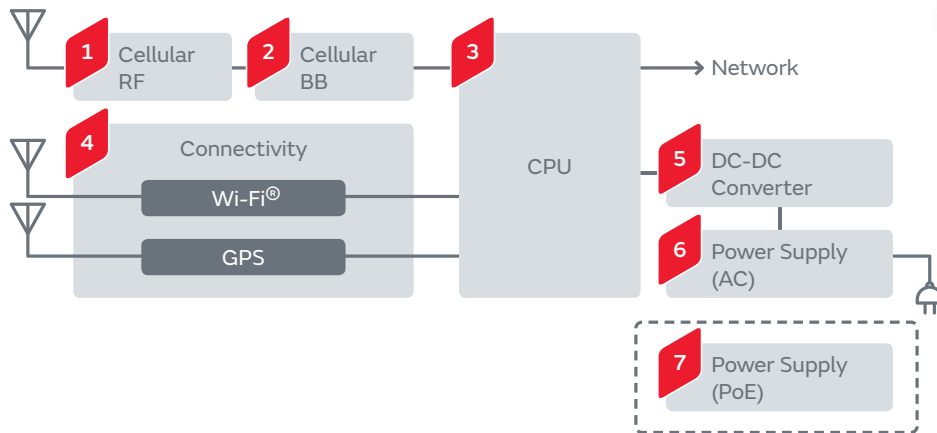 1
Cellular
RF
2
Cellular
BB
3
CPU
Network
4
Connectivity
Wi-Fi®
GPS
5
DC-DC
Converter
6
Power Supply
(AC)
7
Power Supply
(PoE)